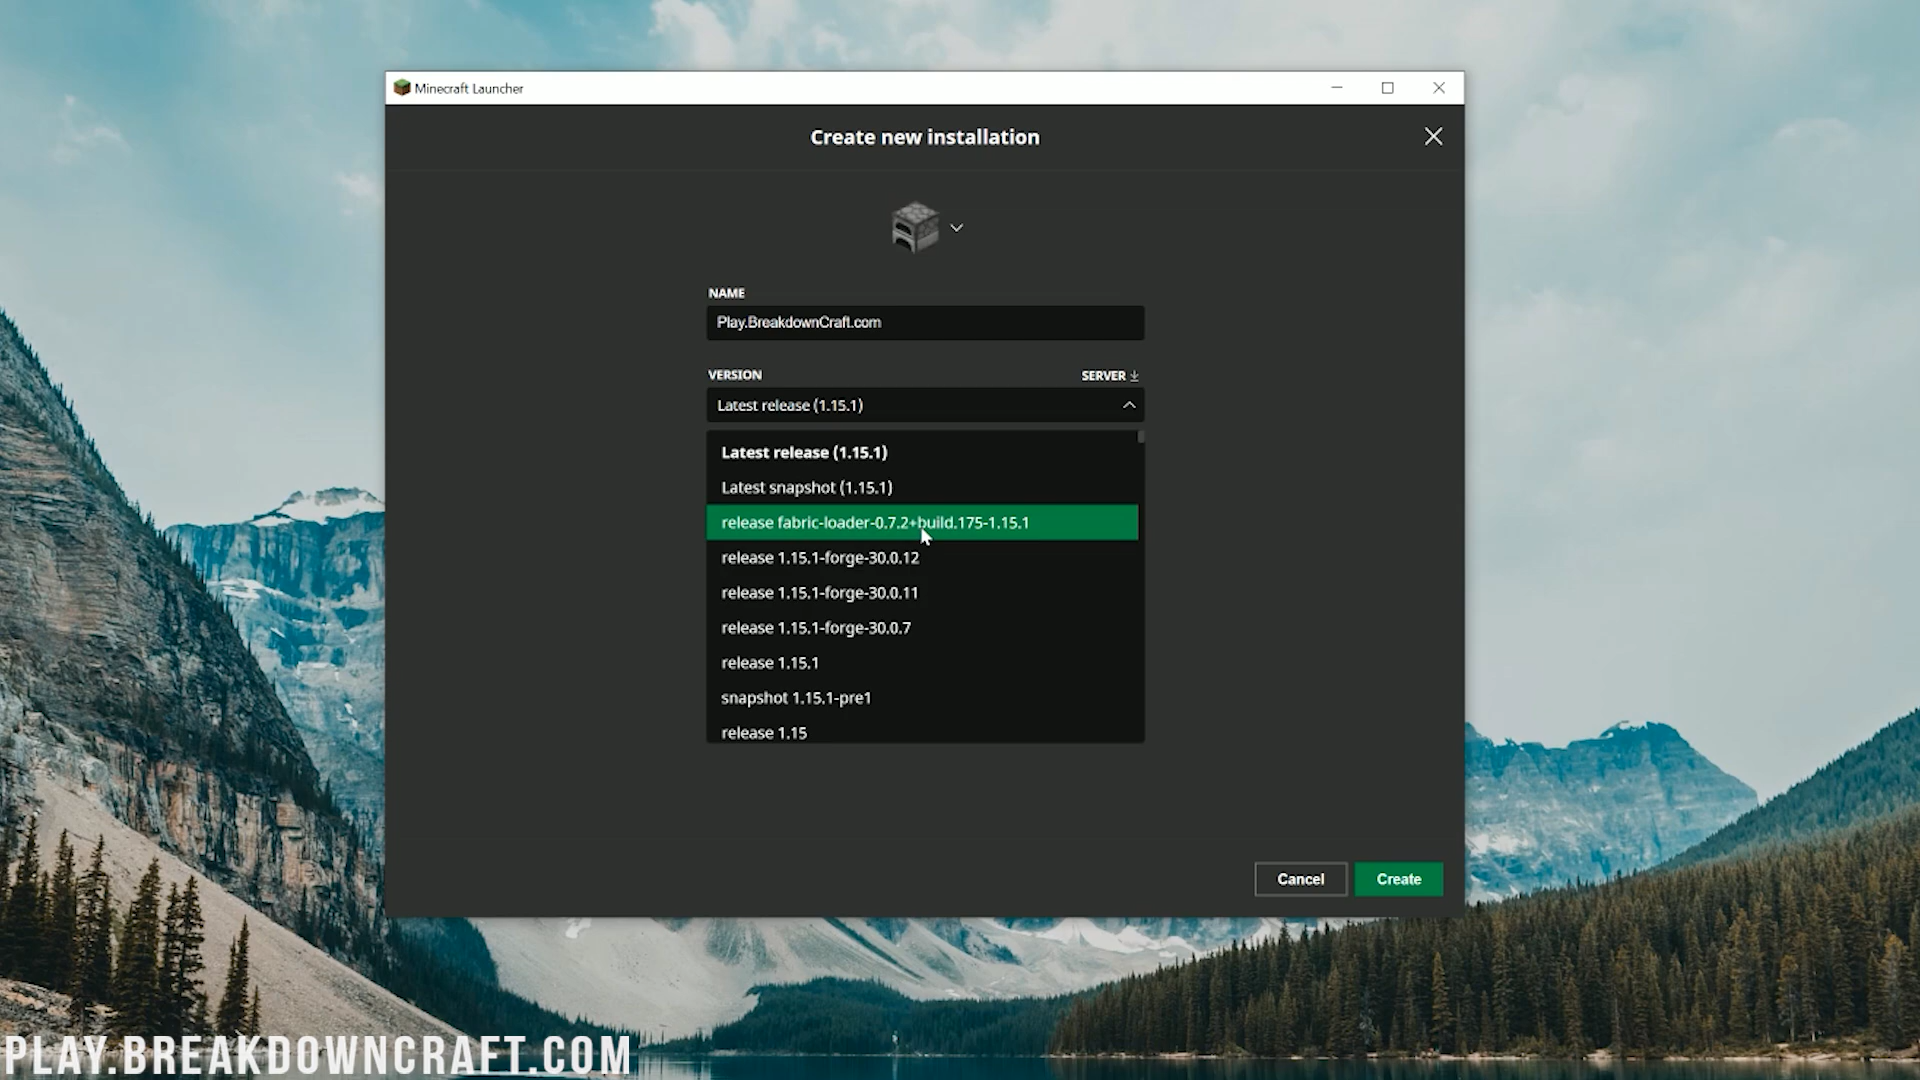 Minecraft Launcher
Create new installation
NAME
Play.BreakdownCraft.com
VERSION
SERVER
Latest release (1.15.1)
Latest release (1.15.1)
Latest snapshot (1.15.1)
release fabric-loader-0.7.2+build.175-1.15.1
release 1.15.1-forge-30.0.12
release 1.15.1-forge-30.0.11
release 1.15.1-forge-30.0.7
release 1.15.1
snapshot 1.15.1-pre1
release 1.15
Cancel
Create
PLAY.BREAKDOWNCRAFT.COM